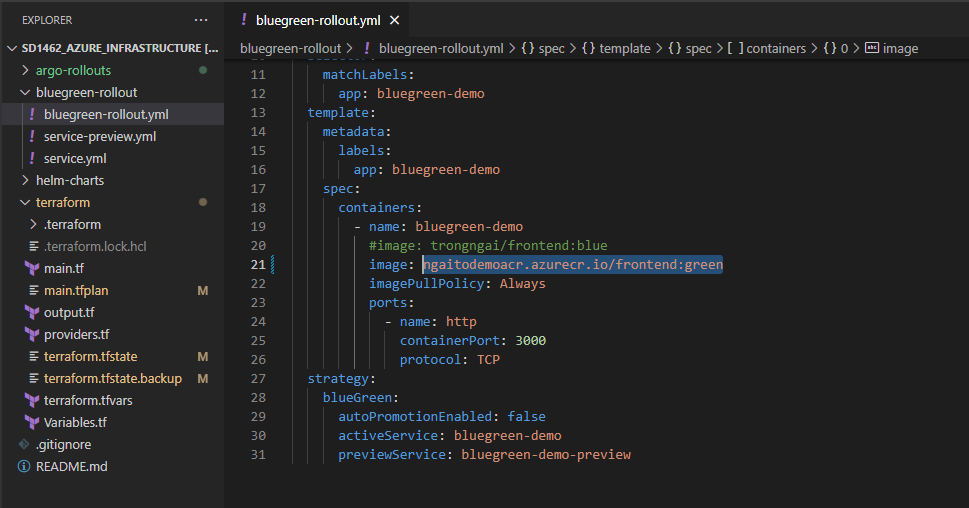 EXPLORER
SD1462_AZURE_INFRASTRUCTURE [...
argo-rollouts
bluegreen-rollout
bluegreen-rollout.yml
service-preview.yml
service.yml
helm-charts
terraform
.terraform
.terraform.lock.hcl
main.tf
main.tfplan M
output.tf
providers.tf
terraform.tfstate M
terraform.tfstate.backup M
terraform.tfvars
Variables.tf
.gitignore
README.md
bluegreen-rollout.yml
bluegreen-rollout > bluegreen-rollout.yml > {} spec > {} template > {} spec > [ ] containers > {} 0 > abc image
11 matchLabels:
12 app: bluegreen-demo
13 template:
14 metadata:
15 labels:
16 app: bluegreen-demo
17 spec:
18 containers:
19 - name: bluegreen-demo
20 #image: trongngai/frontend:blue
21 image: ngaitodemoacr.azurecr.io/frontend:green
22 imagePullPolicy: Always
23 ports:
24 - name: http
25 containerPort: 3000
26 protocol: TCP
27 strategy:
28 blueGreen:
29 autoPromotionEnabled: false
30 activeService: bluegreen-demo
31 previewService: bluegreen-demo-preview